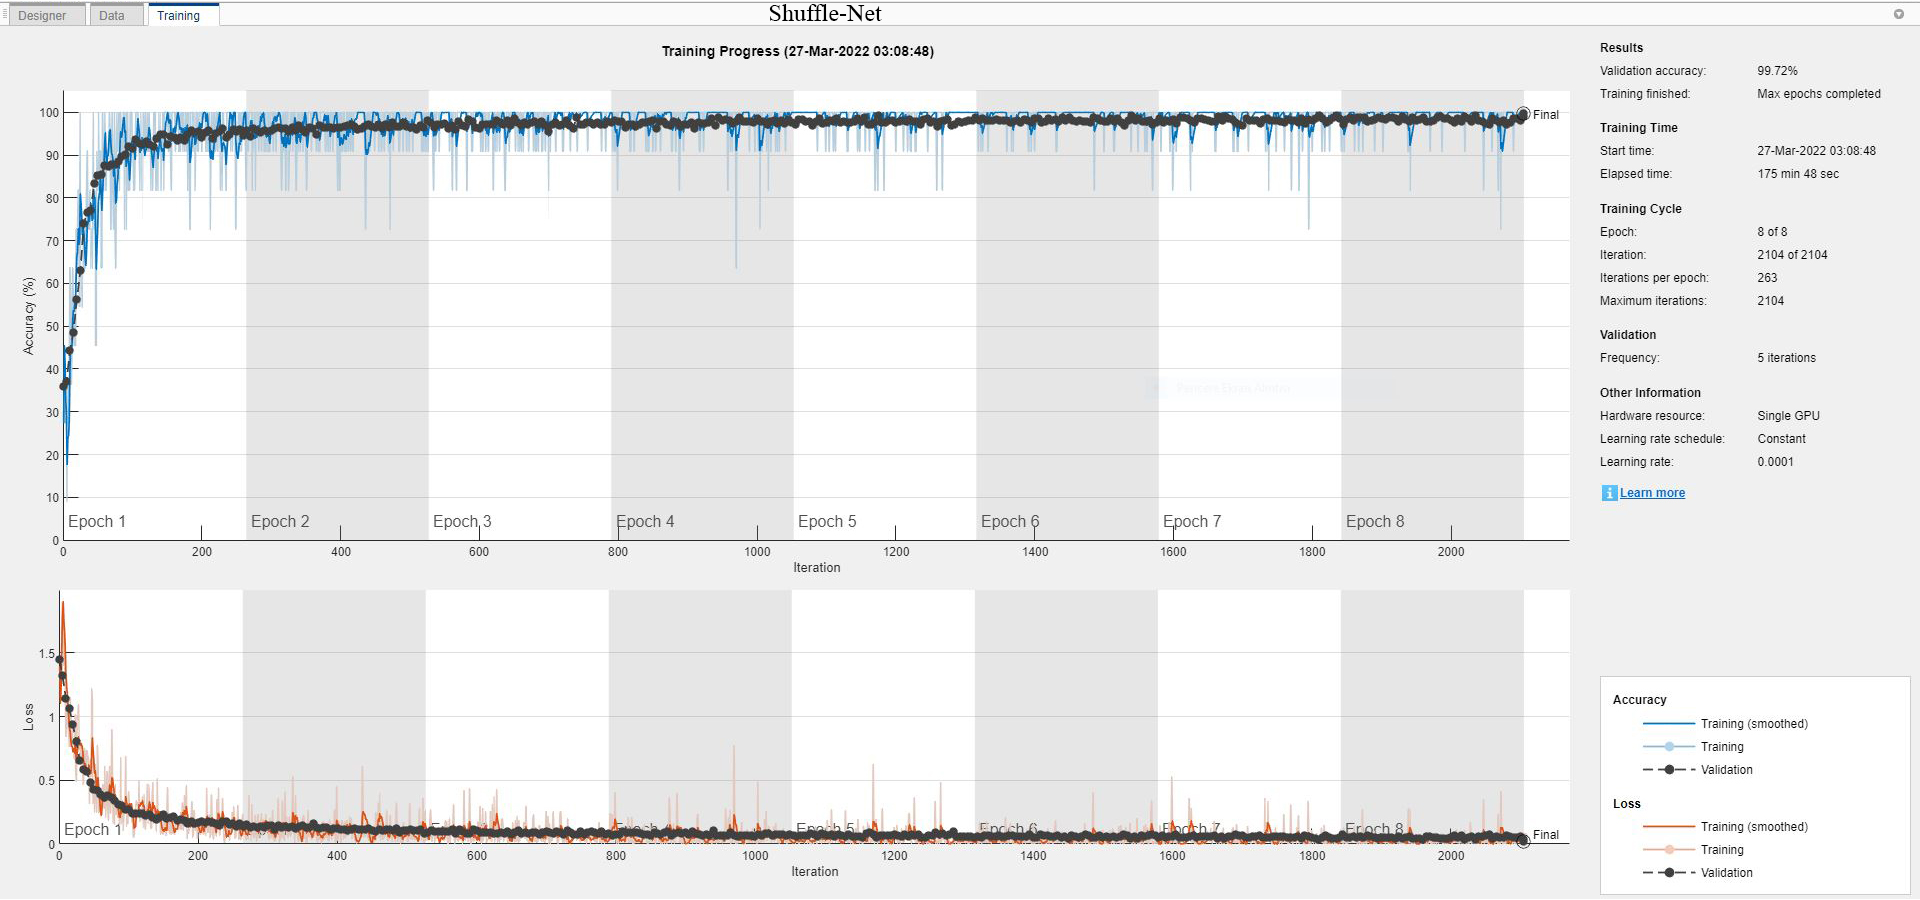 Designer
Data
Training
Shuffle-Net
Training Progress (27-Mar-2022 03:08:48)
Accuracy (%)
100
90
80
70
60
50
40
30
20
10
0
Final
Epoch 1
Epoch 2
Epoch 3
Epoch 4
Epoch 5
Epoch 6
Epoch 7
Epoch 8
0 200 400 600 800 1000 1200 1400 1600 1800 2000
Iteration
Loss
1.5
1
0.5
0
Final
Epoch 1
Epoch 4
Epoch 5
Epoch 6
Epoch 7
Epoch 8
0 200 400 600 800 1000 1200 1400 1600 1800 2000
Iteration
Results
Validation accuracy: 99.72%
Training finished: Max epochs completed
Training Time
Start time: 27-Mar-2022 03:08:48
Elapsed time: 175 min 48 sec
Training Cycle
Epoch: 8 of 8
Iteration: 2104 of 2104
Iterations per epoch: 263
Maximum iterations: 2104
Validation
Frequency: 5 iterations
Other Information
Hardware resource: Single GPU
Learning rate schedule: Constant
Learning rate: 0.0001
Learn more
Accuracy
Training (smoothed)
Training
Validation
Loss
Training (smoothed)
Training
Validation